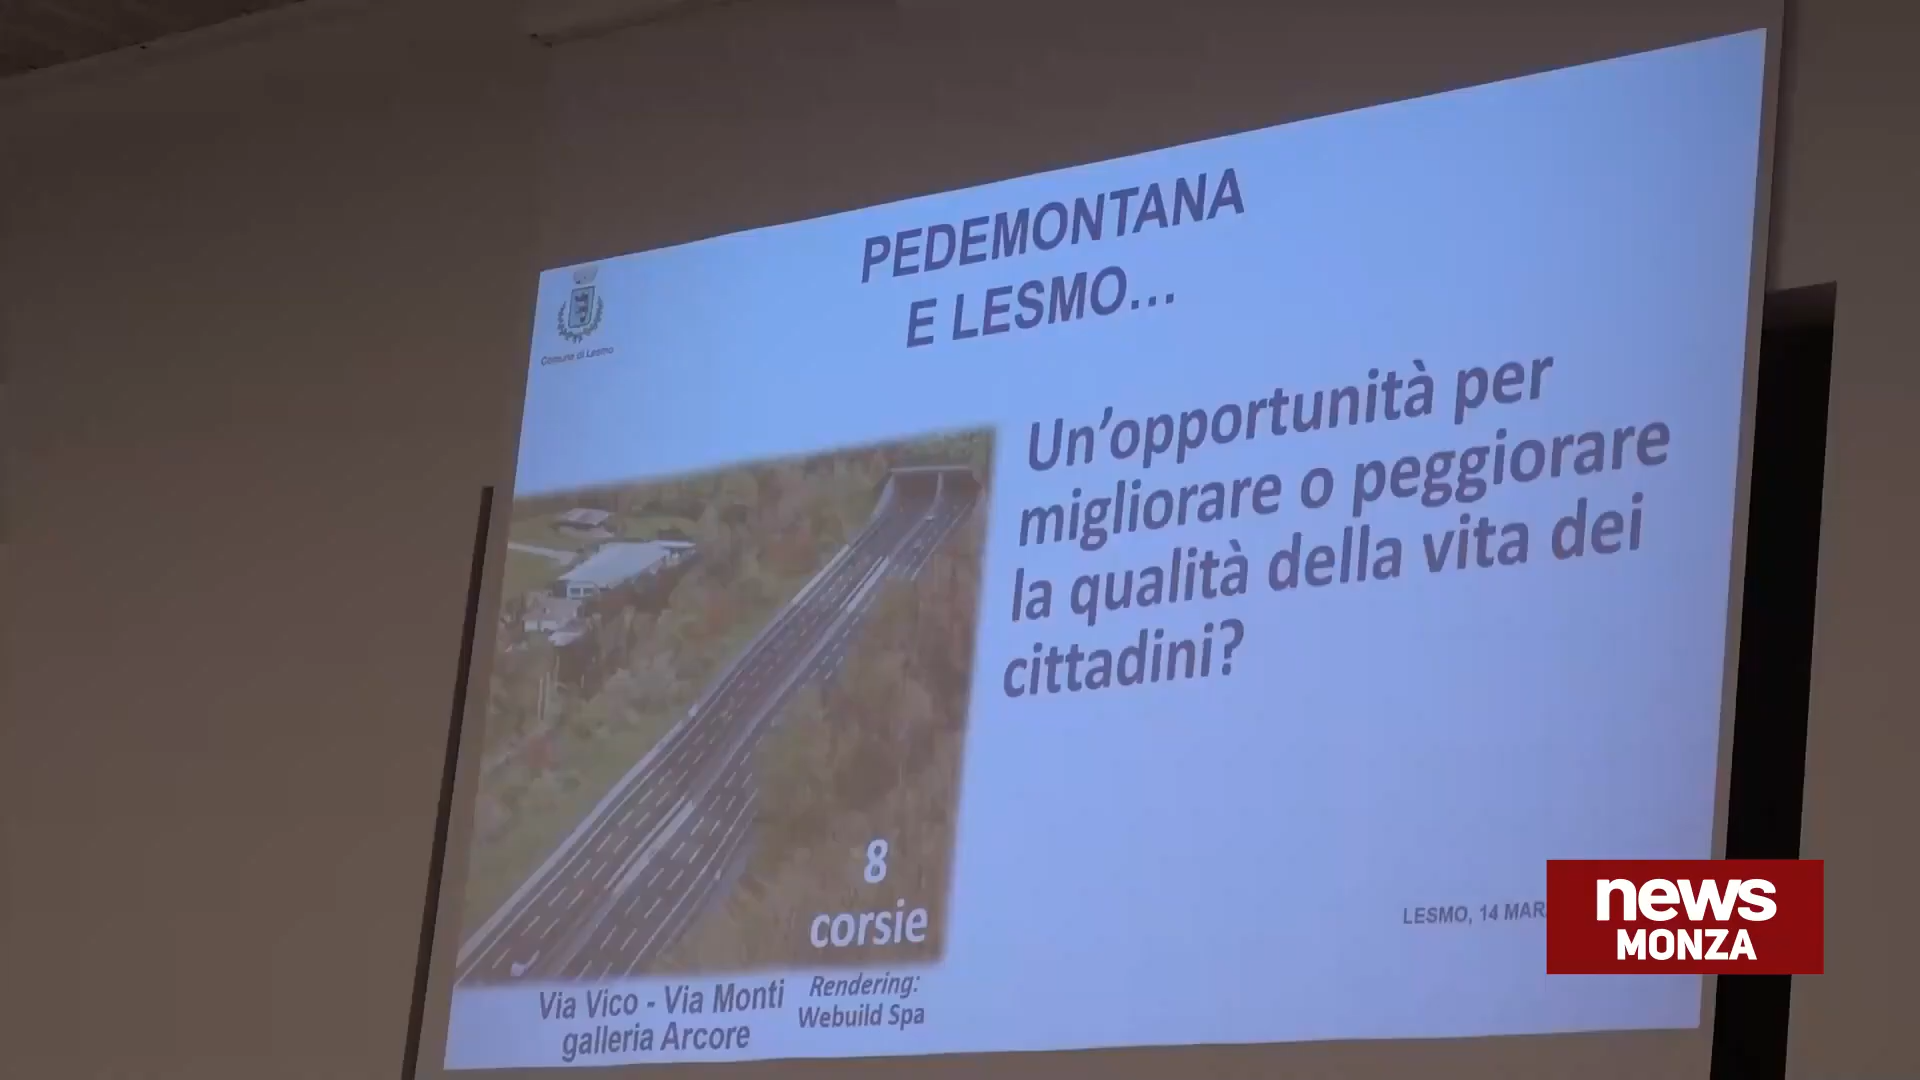 PEDEMONTANA
E LESMO...
Comune di Lesmo
Un'opportunità per
migliorare o peggiorare
la qualità della vita dei
cittadini?
8
corsie
Via Vico - Via Monti
galleria Arcore
Rendering:
Webuild Spa
LESMO, 14 MAR
news
MONZA